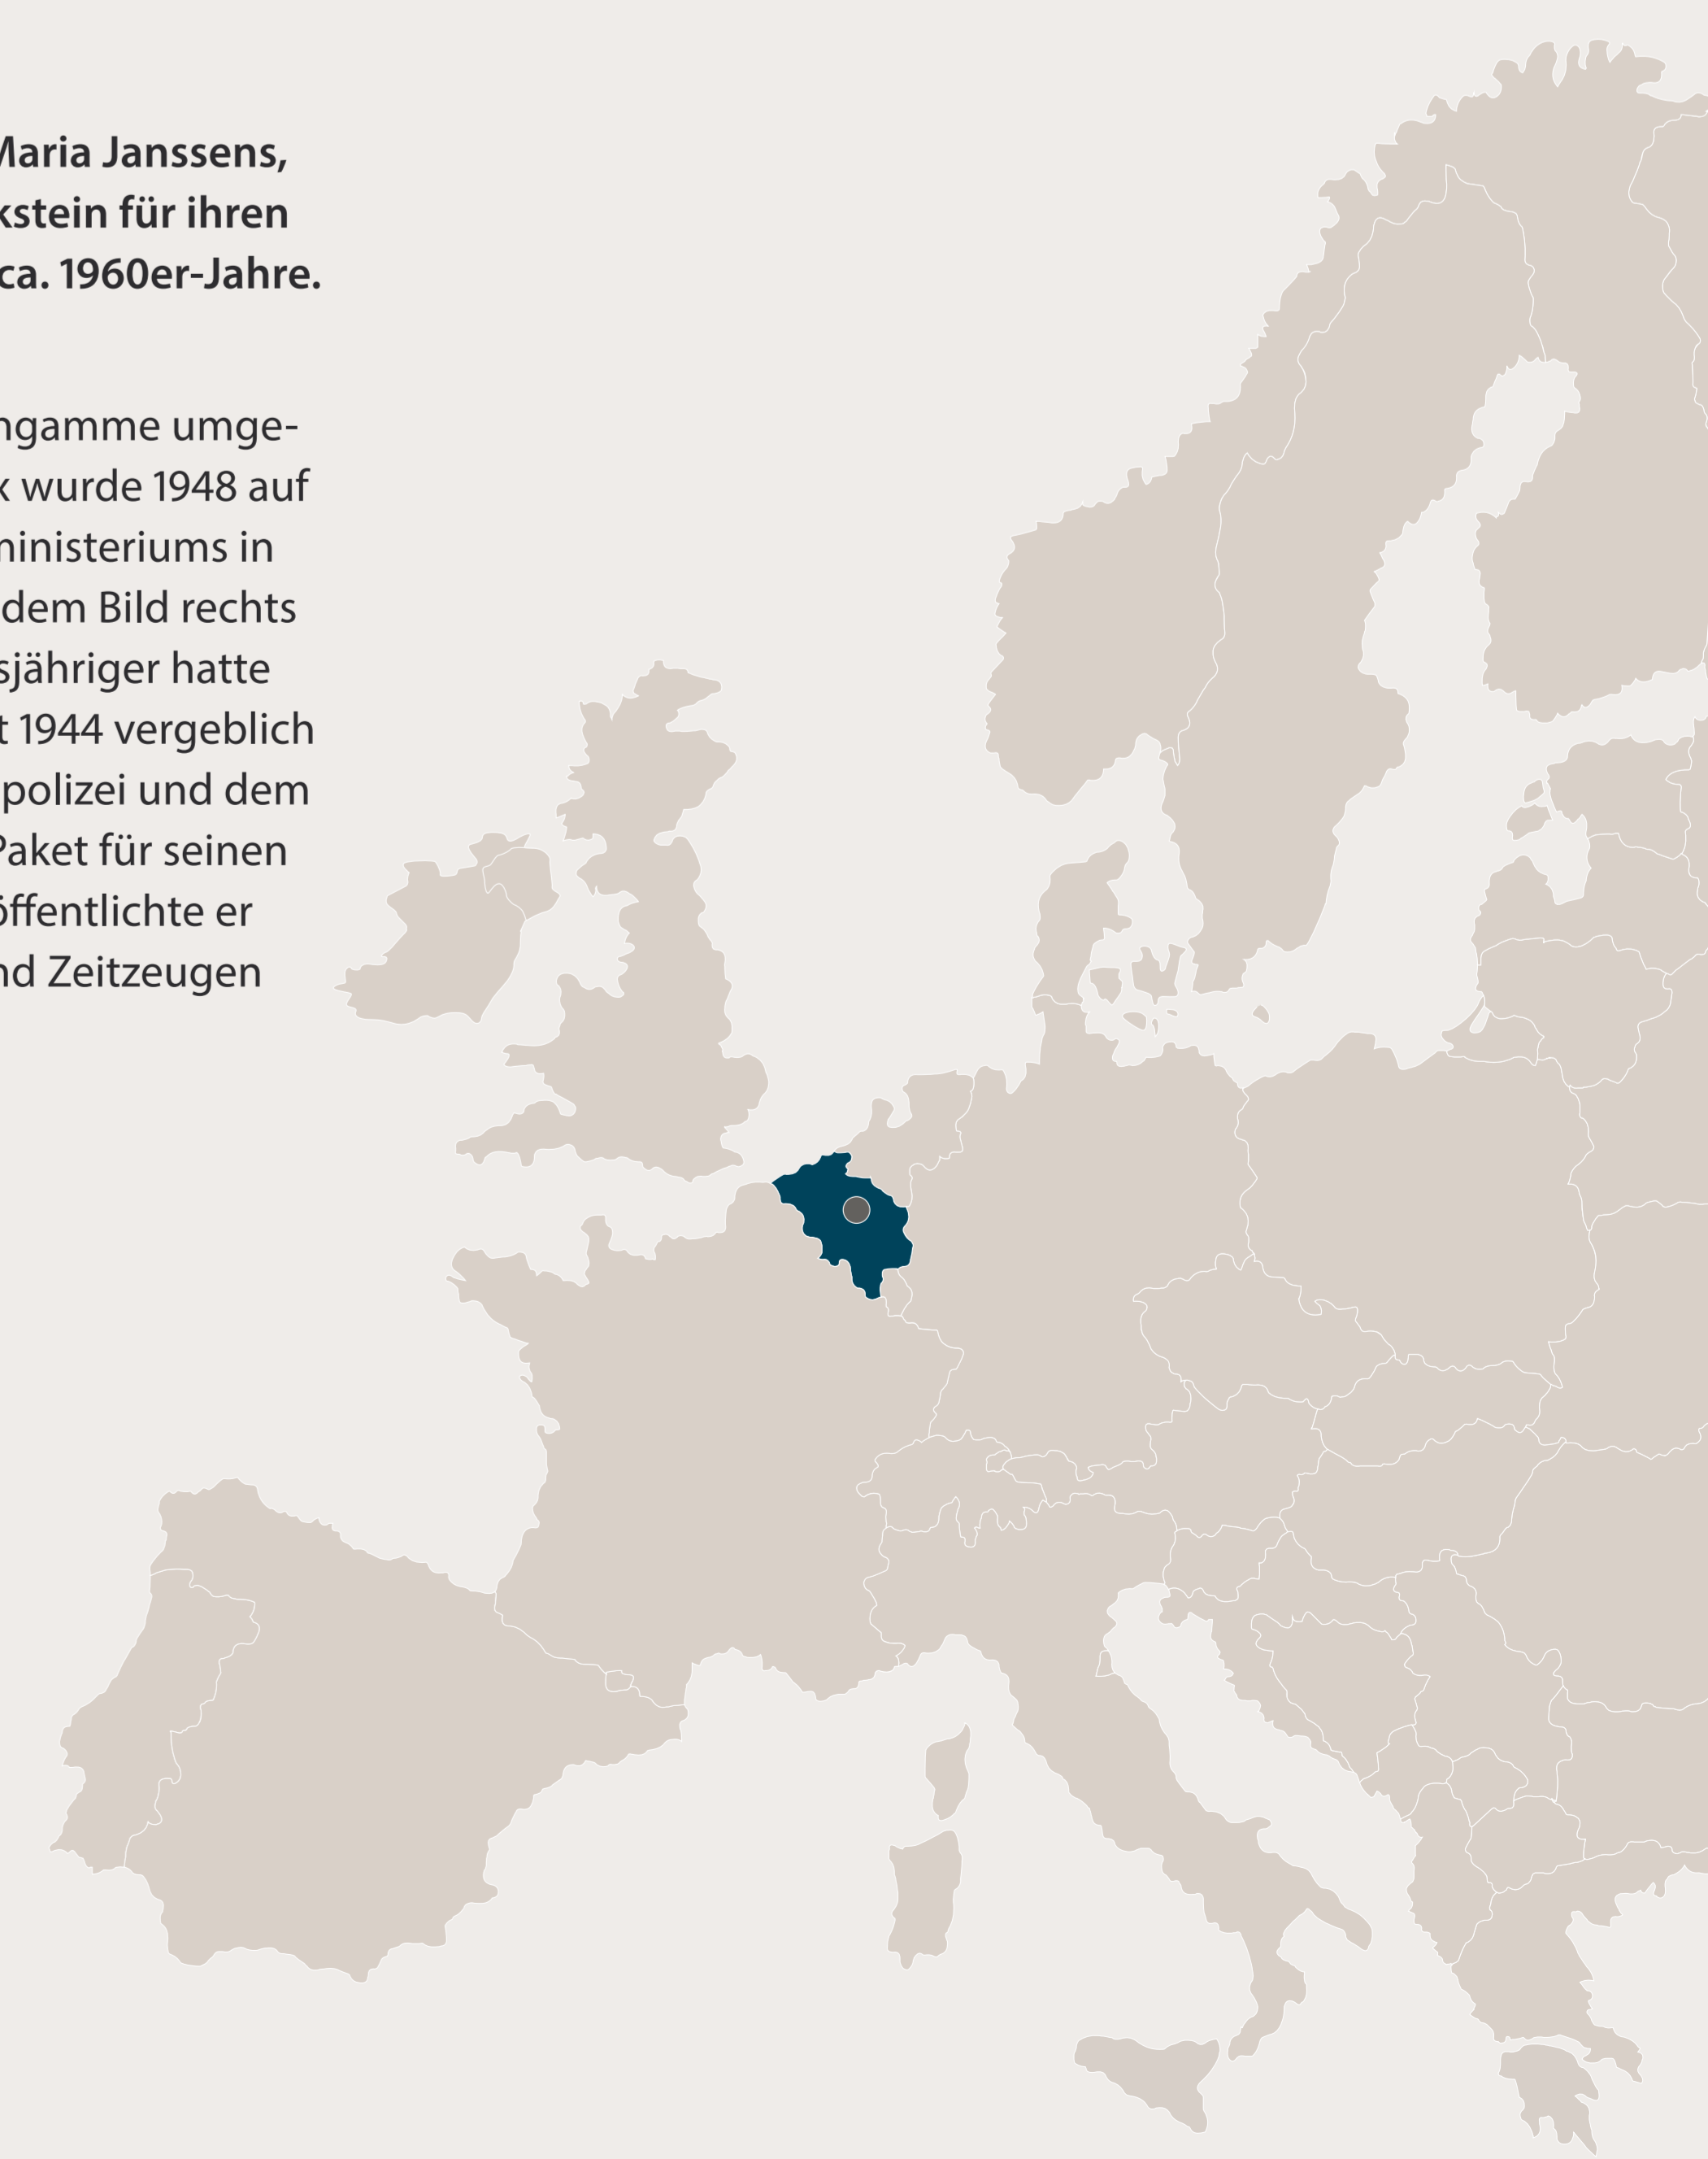 Maria Janssens,
kstein für ihren
ca. 1960er-Jahre.
ngamme umge-
x wurde 1948 auf
ministeriums in
dem Bild rechts
sjähriger hatte
t 1944 vergeblich
polizei und dem
Paket für seinen
öffentlichte er
nd Zeitzeugen